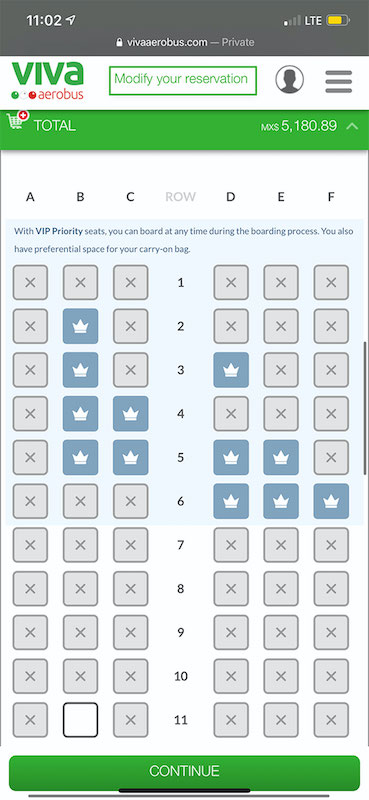 11:02
LTE
vivaaerobus.com — Private
viva
aerobus
Modify your reservation
TOTAL
MX$ 5,180.89
A B C ROW D E F
With VIP Priority seats, you can board at any time during the boarding process. You also
have preferential space for your carry-on bag.
1
2
3
4
5
6
7
8
9
10
11
CONTINUE